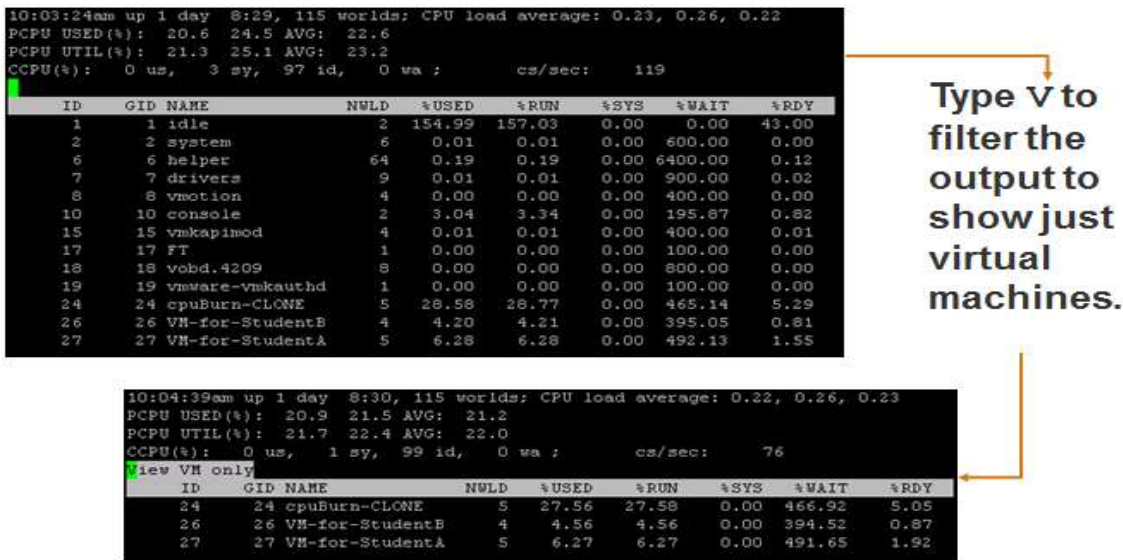 10:03:24am up 1 day 8:29, 115 worlds; CPU load average: 0.23, 0.26, 0.22
PCPU USED(%): 20.6 24.5 AVG: 22.6
PCPU UTIL(%): 21.3 25.1 AVG: 23.2
CCPU(%): 0 us, 3 sy, 97 id, 0 wa ; cs/sec: 119
ID GID NAME NWLD %USED %RUN %SYS %WAIT %RDY
1 1 idle 2 154.99 157.03 0.00 0.00 43.00
2 2 system 6 0.01 0.01 0.00 600.00 0.00
6 6 helper 64 0.19 0.19 0.00 6400.00 0.12
7 7 drivers 9 0.01 0.01 0.00 900.00 0.02
8 8 vmotion 4 0.00 0.00 0.00 400.00 0.00
10 10 console 2 3.04 3.34 0.00 195.87 0.82
15 15 vmkapimod 4 0.01 0.01 0.00 400.00 0.01
17 17 FT 1 0.00 0.00 0.00 100.00 0.00
18 18 vobd.4209 8 0.00 0.00 0.00 800.00 0.00
19 19 vmware-vmkauthd 1 0.00 0.00 0.00 100.00 0.00
24 24 cpuBurn-CLONE 5 28.58 28.77 0.00 465.14 5.29
26 26 VM-for-StudentB 4 4.20 4.21 0.00 395.05 0.81
27 27 VM-for-StudentA 5 6.28 6.28 0.00 492.13 1.55
Type V to
filter the
output to
show just
virtual
machines.
10:04:39am up 1 day 8:30, 115 worlds; CPU load average: 0.22, 0.26, 0.23
PCPU USED(%): 20.9 21.5 AVG: 21.2
PCPU UTIL(%): 21.7 22.4 AVG: 22.0
CCPU(%): 0 us, 1 sy, 99 id, 0 wa ; cs/sec: 76
View VM only
ID GID NAME NWLD %USED %RUN %SYS %WAIT %RDY
24 24 cpuBurn-CLONE 5 27.56 27.58 0.00 466.92 5.05
26 26 VM-for-StudentB 4 4.56 4.56 0.00 394.52 0.87
27 27 VM-for-StudentA 5 6.27 6.27 0.00 491.65 1.92